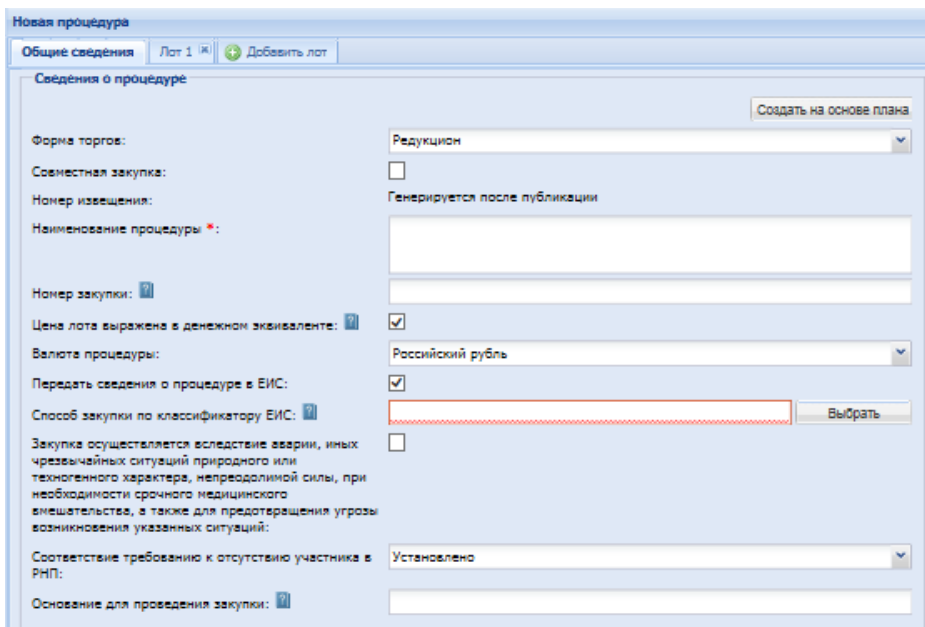 Новая процедура
Общие сведения Лот 1 Добавить лот
Сведения о процедуре
Создать на основе плана
Форма торгов: Редукцион
Совместная закупка:
Номер извещения: Генерируется после публикации
Наименование процедуры *:
Номер закупки:
Цена лота выражена в денежном эквиваленте:
Валюта процедуры: Российский рубль
Передать сведения о процедуре в ЕИС:
Способ закупки по классификатору ЕИС: Выбрать
Закупка осуществляется вследствие аварии, иных
чрезвычайных ситуаций природного или
техногенного характера, непреодолимой силы, при
необходимости срочного медицинского
вмешательства, а также для предотвращения угрозы
возникновения указанных ситуаций:
Соответствие требованию к отсутствию участника в Установлено
РНП:
Основание для проведения закупки: